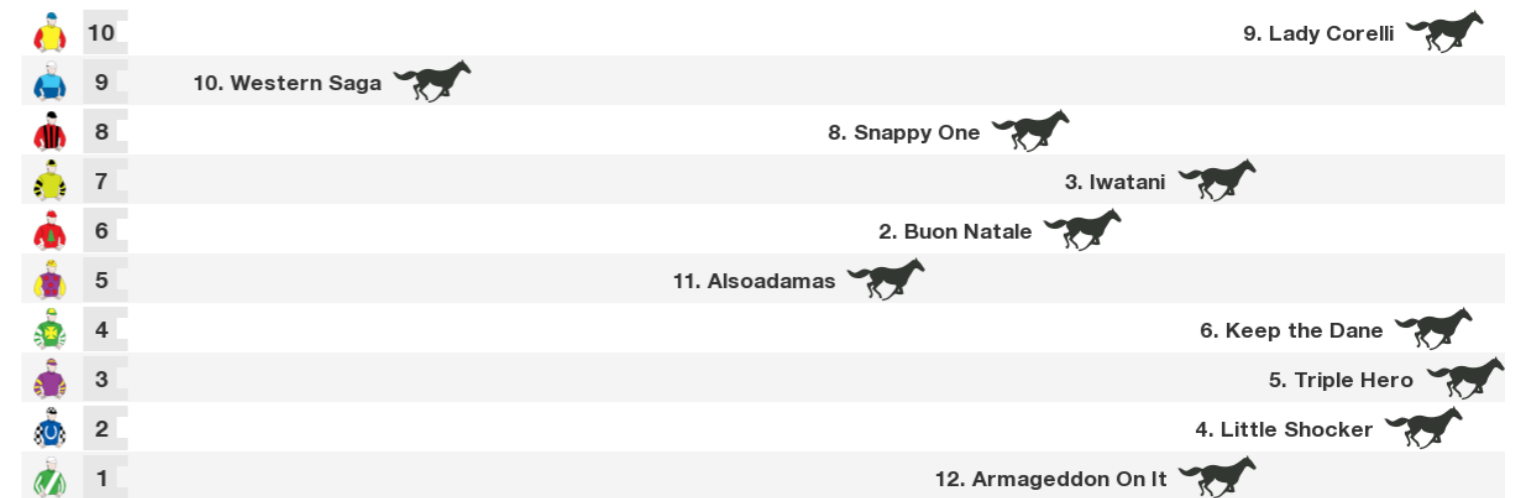 10 9. Lady Corelli
9 10. Western Saga
8 8. Snappy One
7 3. Iwatani
6 2. Buon Natale
5 11. Alsoadamas
4 6. Keep the Dane
3 5. Triple Hero
2 4. Little Shocker
1 12. Armageddon On It